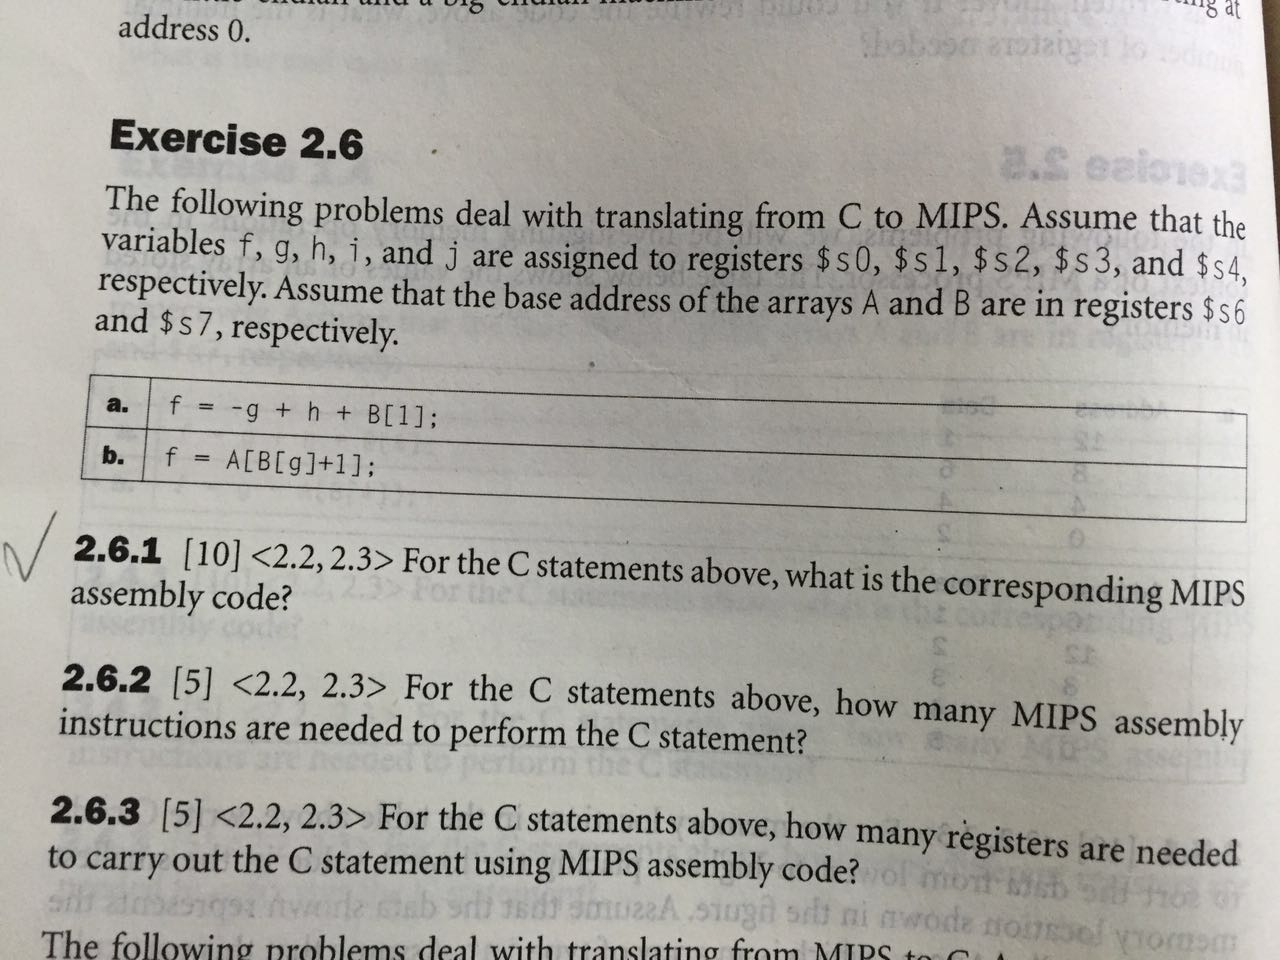 address 0.
Exercise 2.6
The following problems deal with translating from C to MIPS. Assume that the
variables f, g, h, i, and j are assigned to registers $s0, $s1, $s2, $s3, and $s4,
respectively. Assume that the base address of the arrays A and B are in registers $s6
and $s7, respectively.
a. f = -g + h + B[1];
b. f = A[B[g]+1];
2.6.1 [10] <2.2, 2.3> For the C statements above, what is the corresponding MIPS
assembly code?
2.6.2 [5] <2.2, 2.3> For the C statements above, how many MIPS assembly
instructions are needed to perform the C statement?
2.6.3 [5] <2.2, 2.3> For the C statements above, how many registers are needed
to carry out the C statement using MIPS assembly code?
The following problems deal with translating from MIPS to C.